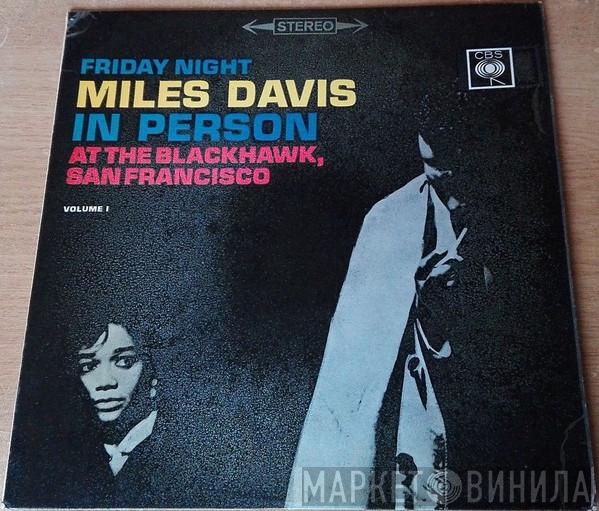 STEREO
CBS
FRIDAY NIGHT
MILES DAVIS
IN PERSON
AT THE BLACKHAWK,
SAN FRANCISCO
VOLUME I
МАРКЕТ ВИНИЛА